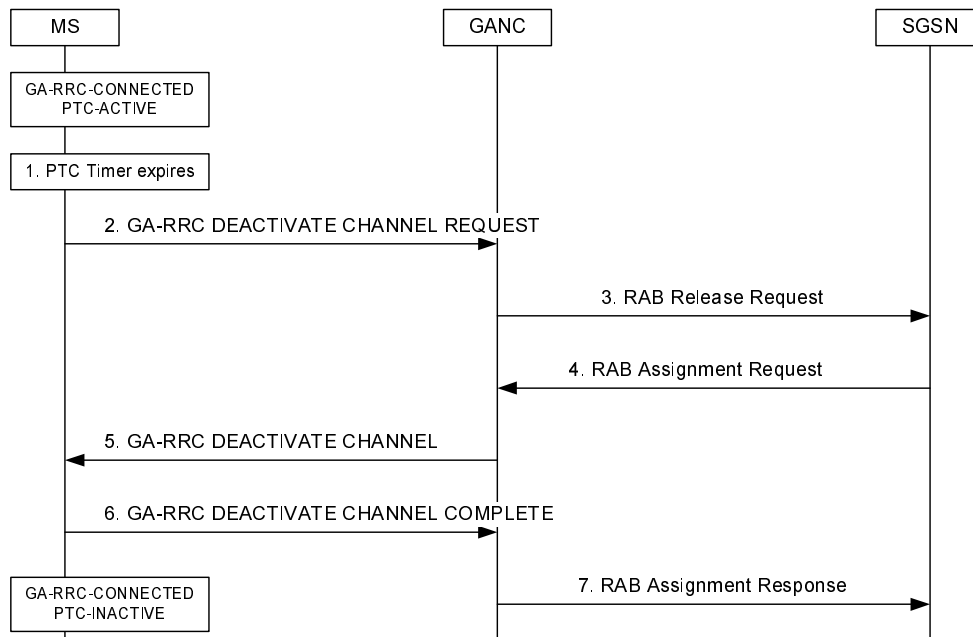 MS
GANC
SGSN
GA-RRC-CONNECTED
PTC-ACTIVE
1. PTC Timer expires
2. GA-RRC DEACTIVATE CHANNEL REQUEST
3. RAB Release Request
4. RAB Assignment Request
5. GA-RRC DEACTIVATE CHANNEL
6. GA-RRC DEACTIVATE CHANNEL COMPLETE
GA-RRC-CONNECTED
PTC-INACTIVE
7. RAB Assignment Response